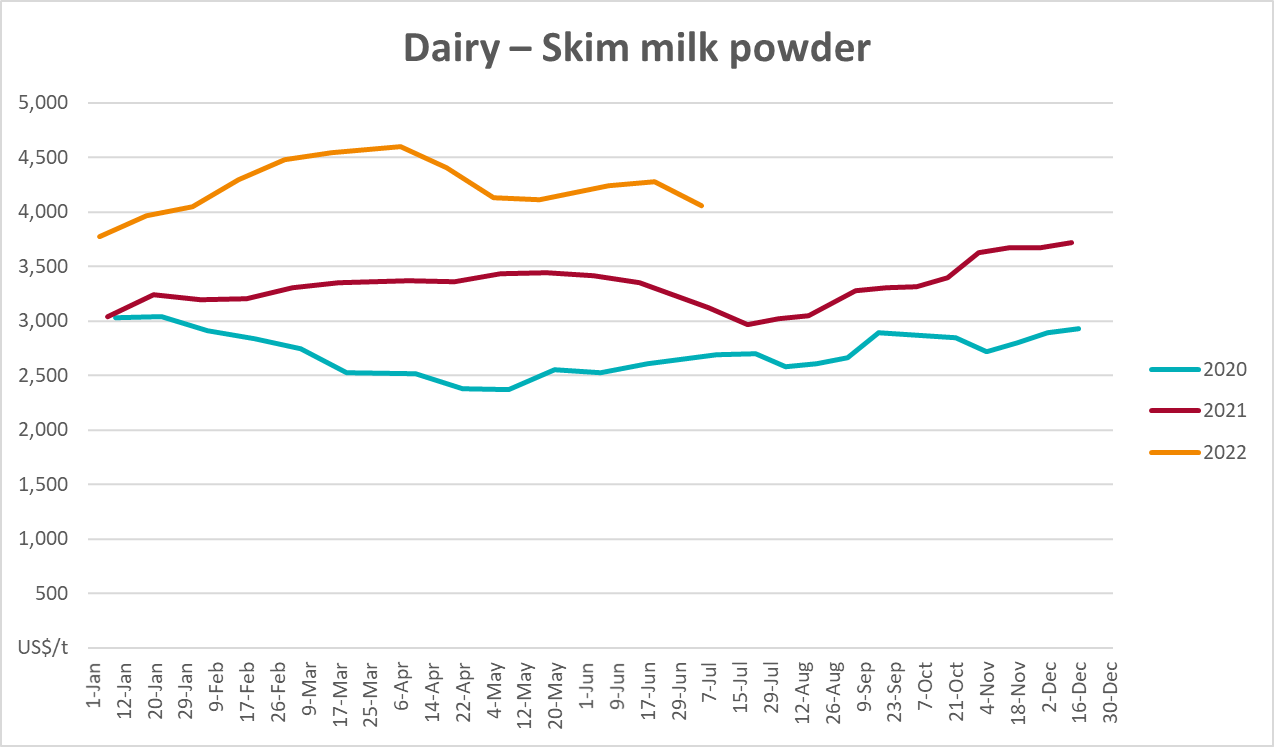 Dairy – Skim milk powder
5,000
4,500
4,000
3,500
3,000
2,500
2,000
1,500
1,000
500
US$/t
1-Jan
12-Jan
20-Jan
29-Jan
9-Feb
17-Feb
26-Feb
9-Mar
17-Mar
25-Mar
6-Apr
14-Apr
22-Apr
4-May
12-May
20-May
1-Jun
9-Jun
17-Jun
29-Jun
7-Jul
15-Jul
29-Jul
12-Aug
26-Aug
9-Sep
23-Sep
7-Oct
21-Oct
4-Nov
18-Nov
2-Dec
16-Dec
30-Dec
2020
2021
2022